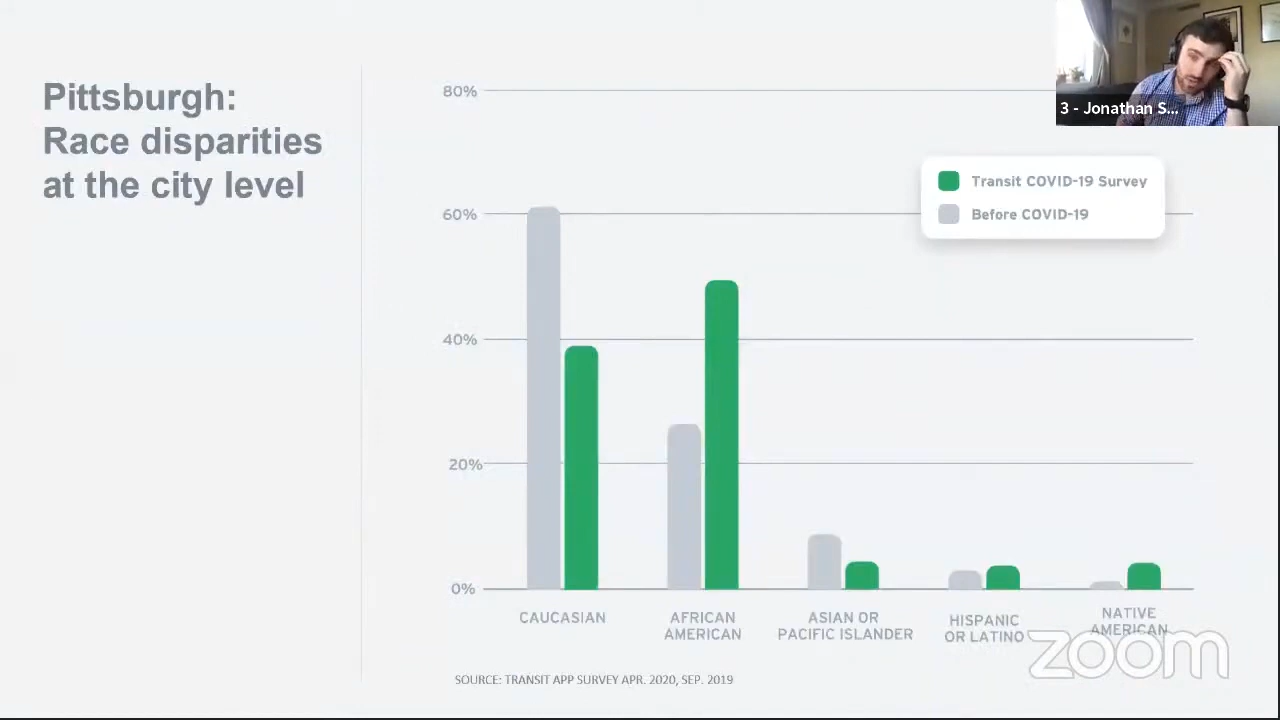 Pittsburgh:
Race disparities
at the city level
80%
60%
40%
20%
0%
3 - Jonathan S...
Transit COVID-19 Survey
Before COVID-19
CAUCASIAN
AFRICAN
AMERICAN
ASIAN OR
PACIFIC ISLANDER
HISPANIC
OR LATINO
NATIVE
AMERICAN
SOURCE: TRANSIT APP SURVEY APR. 2020, SEP. 2019
zoom